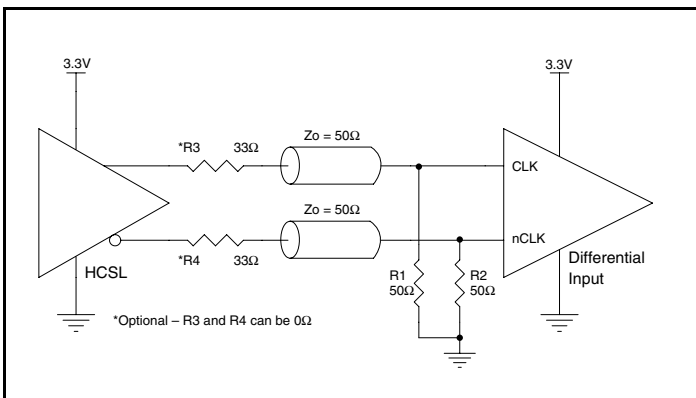 3.3V
3.3V
*R3
33Ω
Zo = 50Ω
CLK
Zo = 50Ω
nCLK
*R4
33Ω
HCSL
R1
50Ω
R2
50Ω
Differential
Input
*Optional – R3 and R4 can be 0Ω